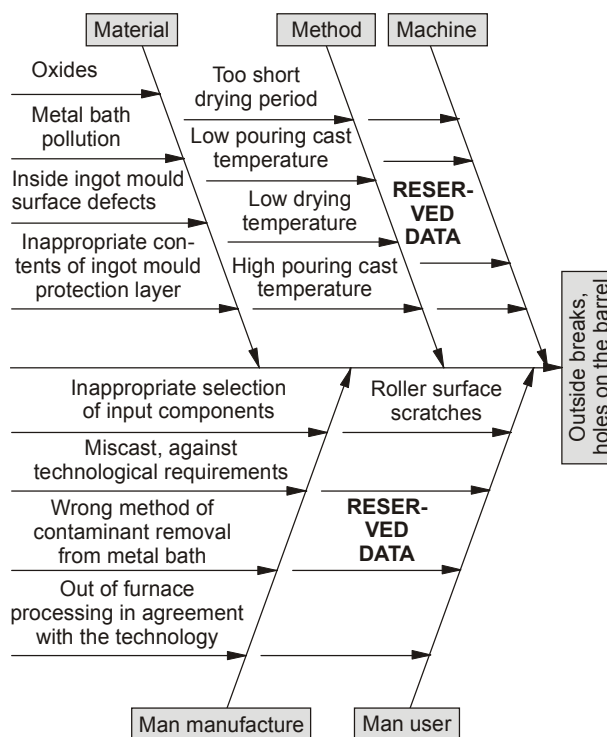 Material
Method
Machine
Oxides
Metal bath
pollution
Inside ingot mould
surface defects
Inappropriate con-
tents of ingot mould
protection layer
Too short
drying period
Low pouring cast
temperature
Low drying
temperature
High pouring cast
temperature
RESER-
VED
DATA
Outside breaks,
holes on the barrel
Inappropriate selection
of input components
Miscast, against
technological requirements
Wrong method of
contaminant removal
from metal bath
Out of furnace
processing in agreement
with the technology
Roller surface
scratches
RESER-
VED
DATA
Man manufacture
Man user